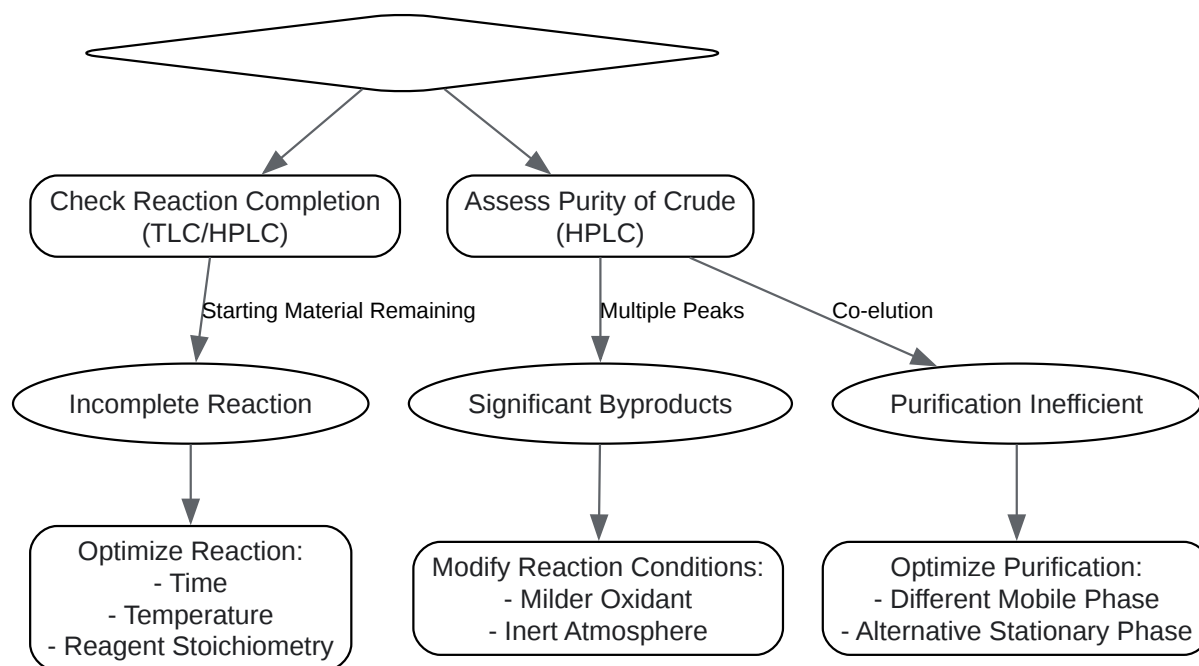 Check Reaction Completion
(TLC/HPLC)
Assess Purity of Crude
(HPLC)
Starting Material Remaining
Multiple Peaks
Co-elution
Incomplete Reaction
Significant Byproducts
Purification Inefficient
Optimize Reaction:
- Time
- Temperature
- Reagent Stoichiometry
Modify Reaction Conditions:
- Milder Oxidant
- Inert Atmosphere
Optimize Purification:
- Different Mobile Phase
- Alternative Stationary Phase